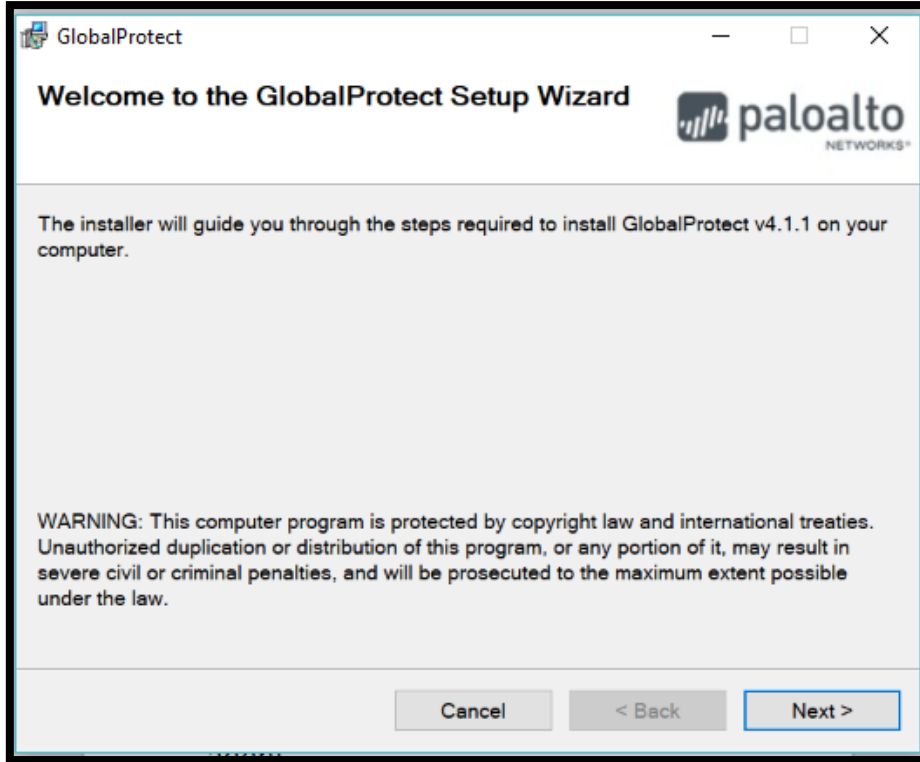 GlobalProtect
Welcome to the GlobalProtect Setup Wizard
paloalto
NETWORKS®
The installer will guide you through the steps required to install GlobalProtect v4.1.1 on your
computer.
WARNING: This computer program is protected by copyright law and international treaties.
Unauthorized duplication or distribution of this program, or any portion of it, may result in
severe civil or criminal penalties, and will be prosecuted to the maximum extent possible
under the law.
Cancel < Back Next >